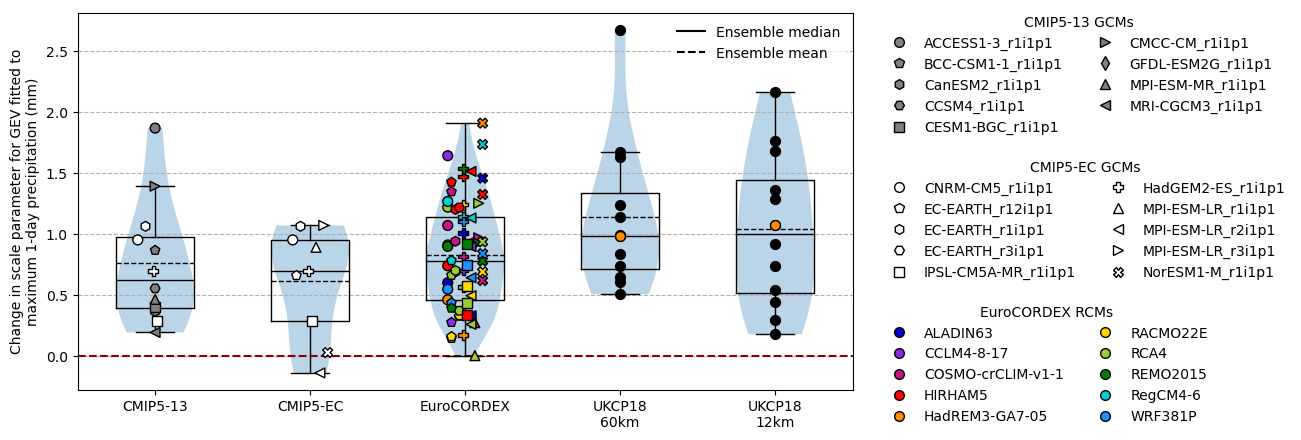 Change in scale parameter for GEV fitted to
maximum 1-day precipitation (mm)
2.5
2.0
1.5
1.0
0.5
0.0
Ensemble median
Ensemble mean
CMIP5-13
CMIP5-EC
EuroCORDEX
UKCP18
60km
UKCP18
12km
CMIP5-13 GCMs
ACCESS1-3_r1i1p1
BCC-CSM1-1_r1i1p1
CanESM2_r1i1p1
CCSM4_r1i1p1
CESM1-BGC_r1i1p1
CMCC-CM_r1i1p1
GFDL-ESM2G_r1i1p1
MPI-ESM-MR_r1i1p1
MRI-CGCM3_r1i1p1
CMIP5-EC GCMs
CNRM-CM5_r1i1p1
EC-EARTH_r12i1p1
EC-EARTH_r1i1p1
EC-EARTH_r3i1p1
IPSL-CM5A-MR_r1i1p1
HadGEM2-ES_r1i1p1
MPI-ESM-LR_r1i1p1
MPI-ESM-LR_r2i1p1
MPI-ESM-LR_r3i1p1
NorESM1-M_r1i1p1
EuroCORDEX RCMs
ALADIN63
CCLM4-8-17
COSMO-crCLIM-v1-1
HIRHAM5
HadREM3-GA7-05
RACMO22E
RCA4
REMO2015
RegCM4-6
WRF381P